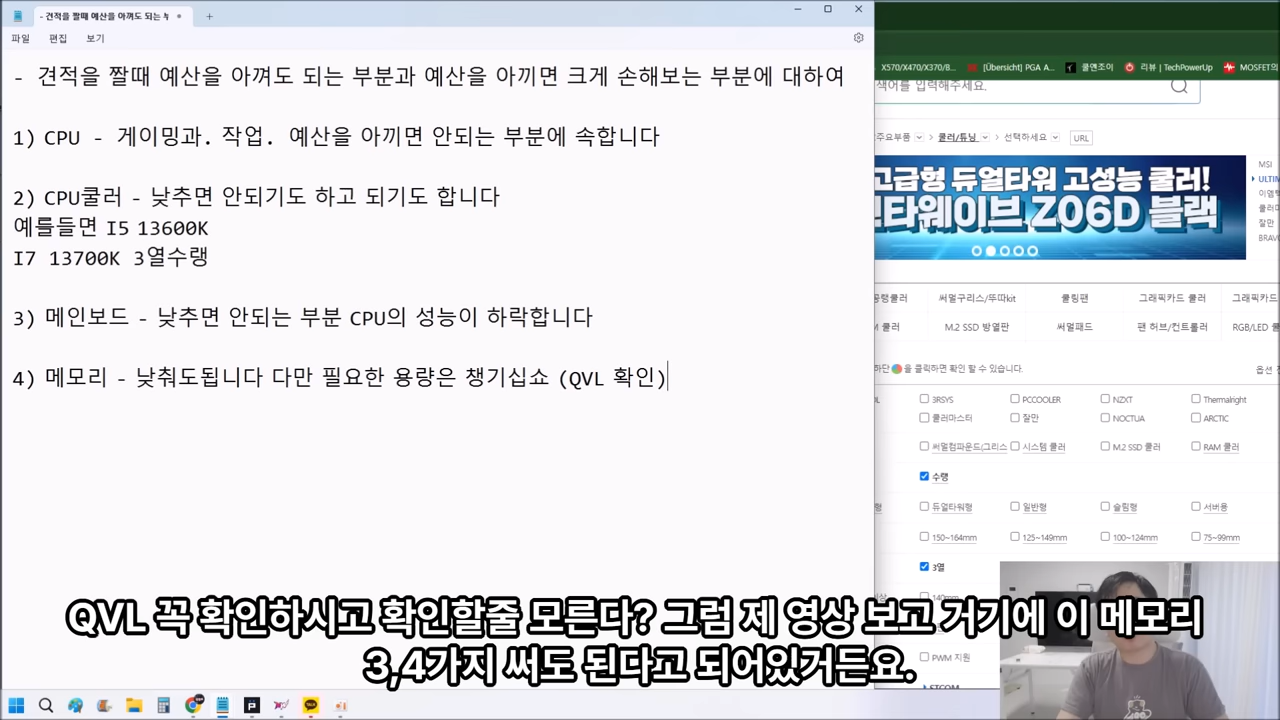 - 견적을 짤때 예산을 아껴도 되는 부
파일 편집 보기
- 견적을 짤때 예산을 아껴도 되는 부분과 예산을 아끼면 크게 손해보는 부분에 대하여
1) CPU - 게이밍과. 작업. 예산을 아끼면 안되는 부분에 속합니다
2) CPU쿨러 - 낮추면 안되기도 하고 되기도 합니다
예를들면 I5 13600K
I7 13700K 3열수랭
3) 메인보드 - 낮추면 안되는 부분 CPU의 성능이 하락합니다
4) 메모리 - 낮춰도됩니다 다만 필요한 용량은 챙기십쇼 (QVL 확인)
X570/X470/X370/B... [Übersicht] PGA A... 쿨앤조이 리뷰 | TechPowerUp MOSFET의
색어를 입력해주세요.
주요부품 > 쿨러/튜닝 > 선택하세요 URL
고급형 듀얼타워 고성능 쿨러!
인타웨이브 Z06D 블랙
MSI
ULTIM
이엠텍
쿨러마
잘만
BRAVO
공랭쿨러 써멀구리스/뚜따kit 쿨링팬 그래픽카드 쿨러 그래픽카드
쿨러 M.2 SSD 방열판 써멀패드 팬 허브/컨트롤러 RGB/LED
하단 을 클릭하면 확인 할 수 있습니다. 옵션
3RSYS PCCOOLER NZXT Thermalright
쿨러마스터 잘만 NOCTUA ARCTIC
써멀컴파운드(그리스 시스템 쿨러 M.2 SSD 쿨러 RAM 쿨러
수랭
듀얼타워형 일반형 슬림형 서버용
150~164mm 125~149mm 100~124mm 75~99mm
3열
140mm
PWM 지원
STCOM
QVL 꼭 확인하시고 확인할줄 모른다? 그럼 제 영상 보고 거기에 이 메모리
3,4가지 써도 된다고 되어있거든요.